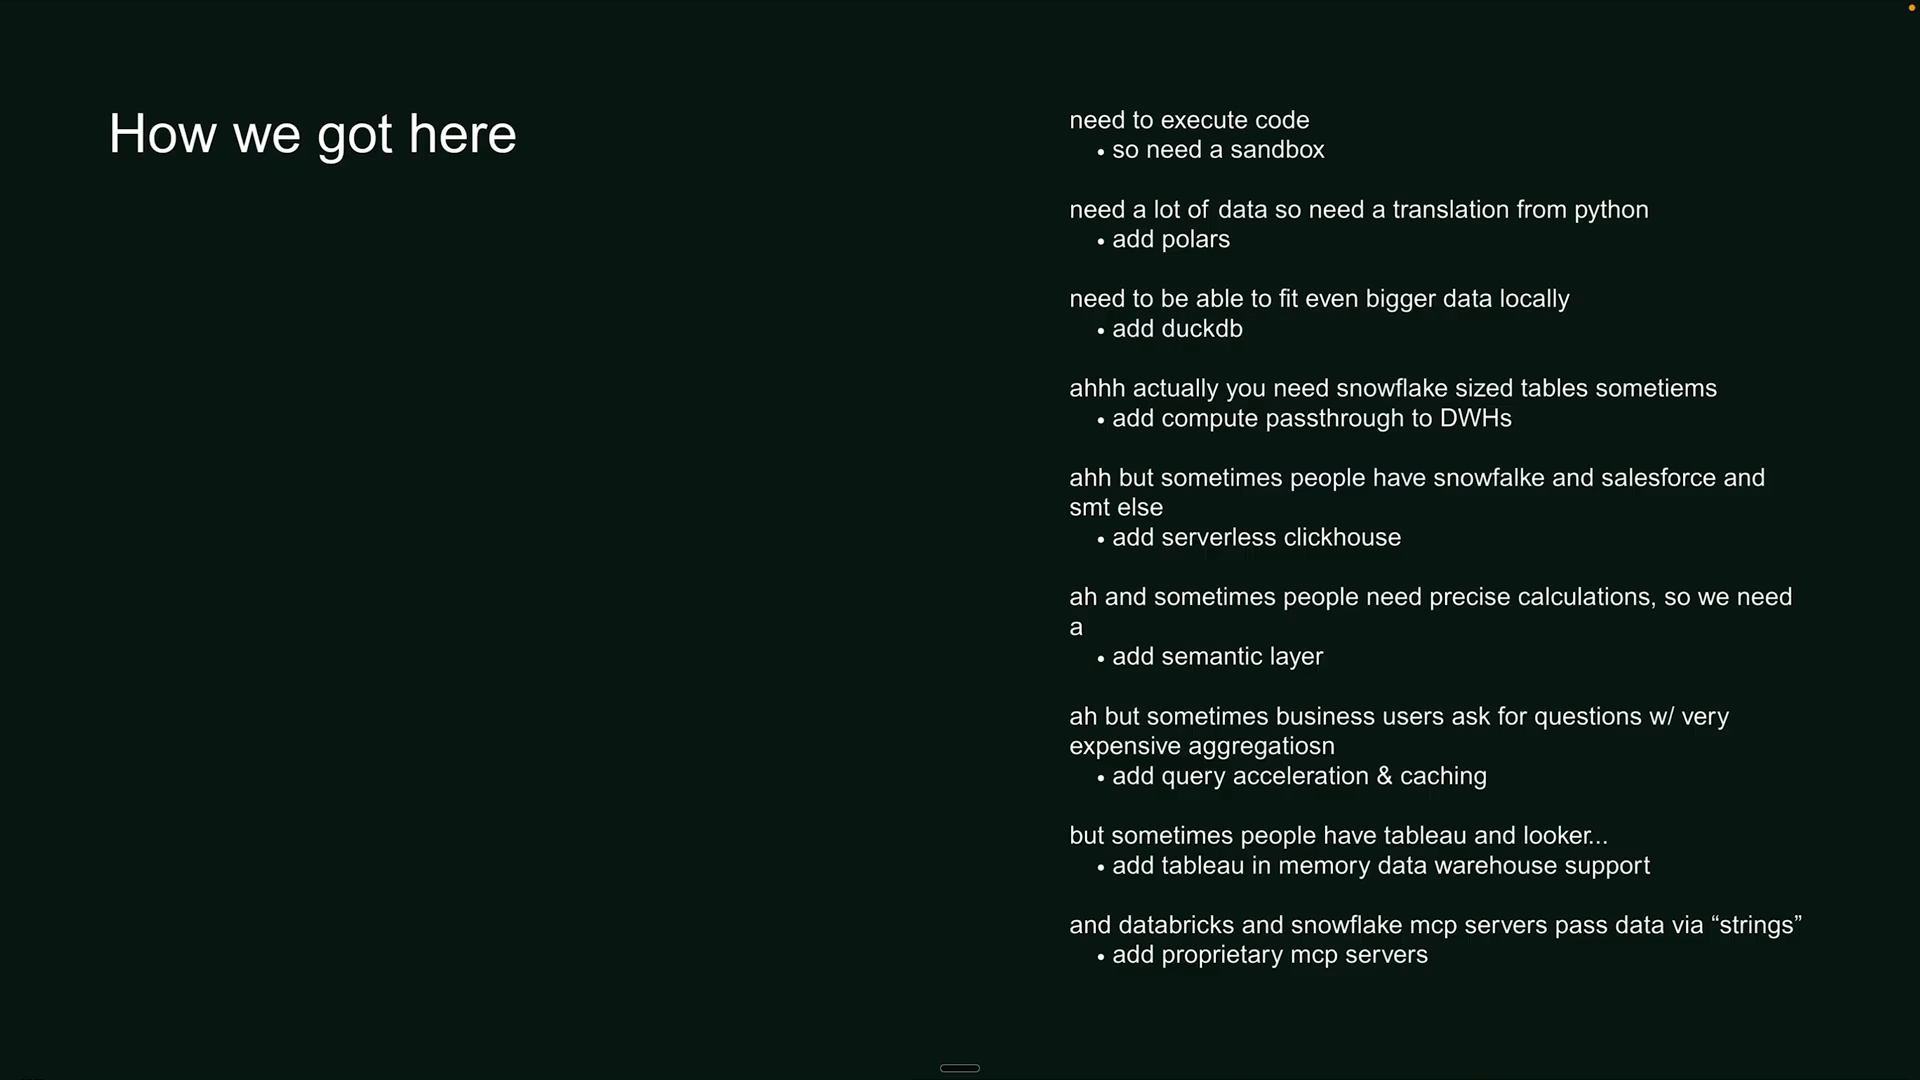 How we got here
need to execute code
• so need a sandbox
need a lot of data so need a translation from python
• add polars
need to be able to fit even bigger data locally
• add duckdb
ahhh actually you need snowflake sized tables sometiems
• add compute passthrough to DWHs
ahh but sometimes people have snowfalke and salesforce and
smt else
• add serverless clickhouse
ah and sometimes people need precise calculations, so we need
a
• add semantic layer
ah but sometimes business users ask for questions w/ very
expensive aggregatiosn
• add query acceleration & caching
but sometimes people have tableau and looker...
• add tableau in memory data warehouse support
and databricks and snowflake mcp servers pass data via “strings”
• add proprietary mcp servers